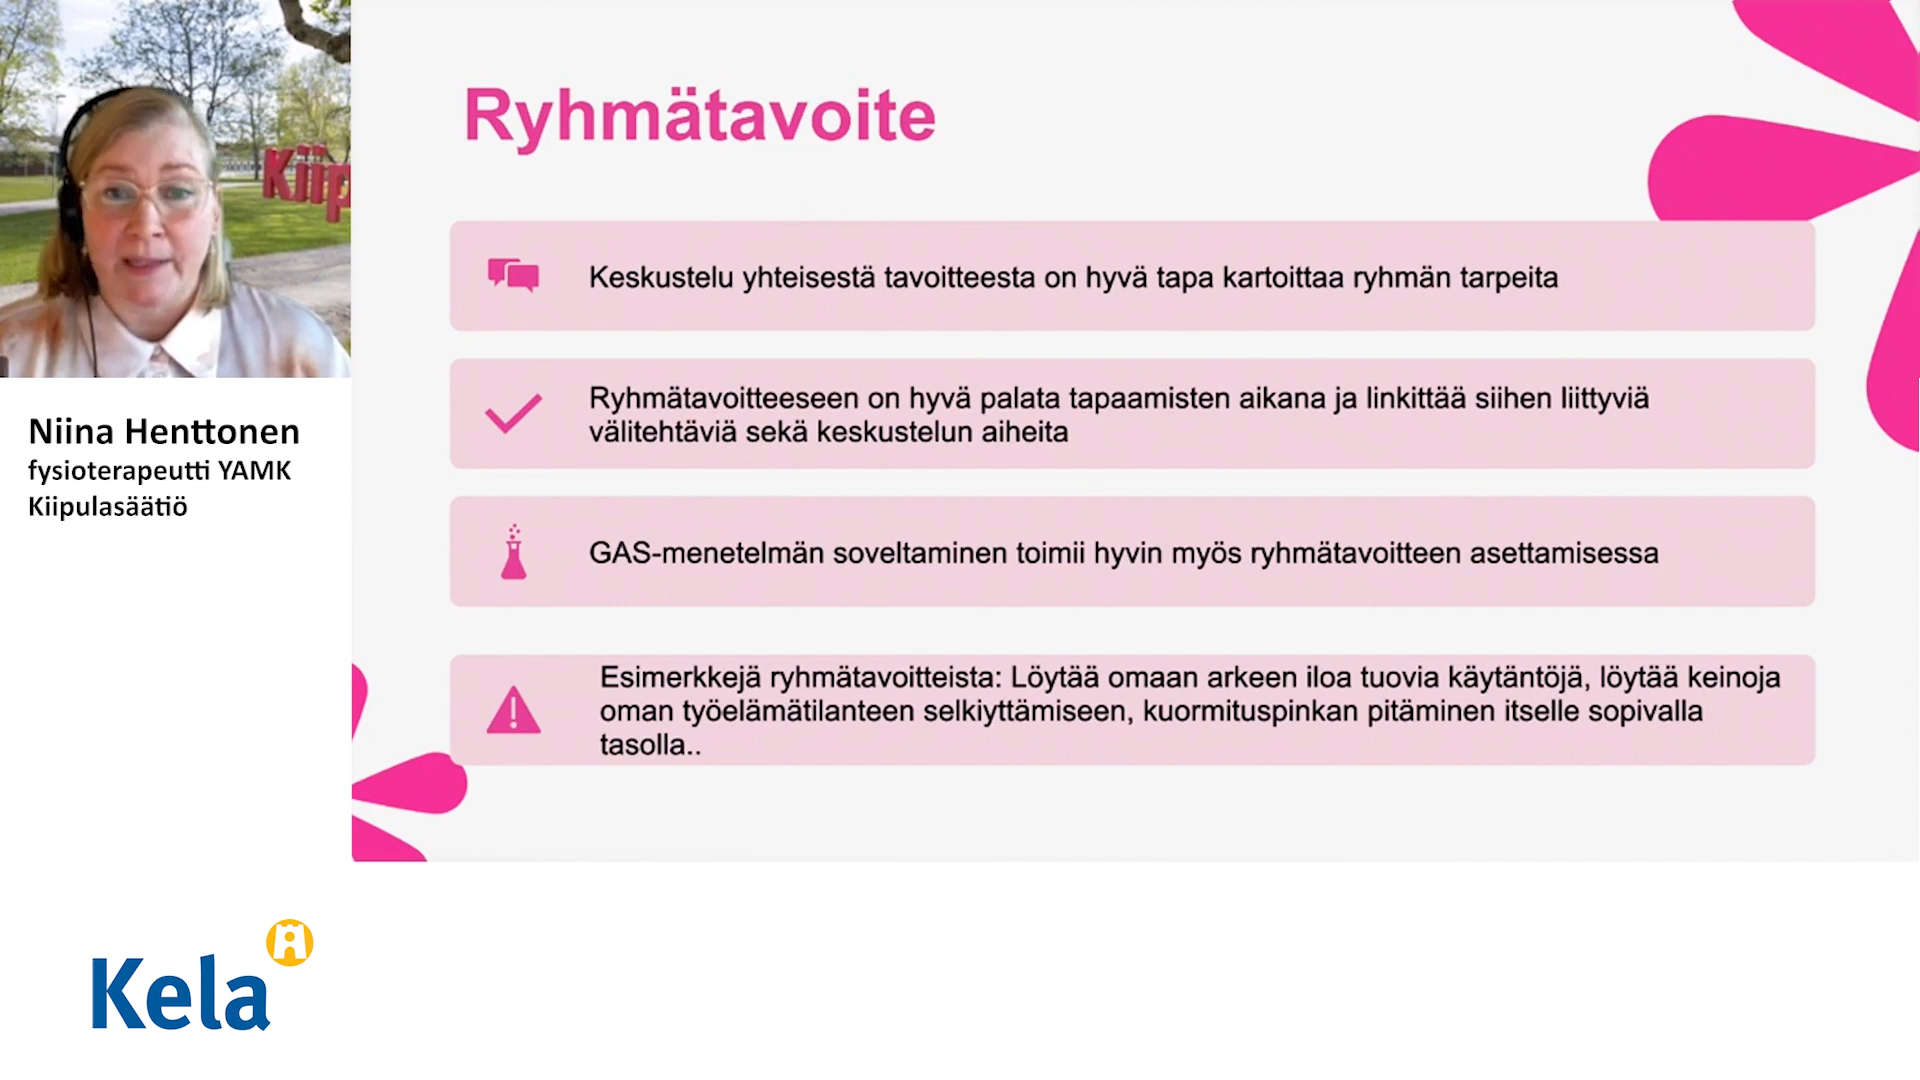 Ryhmätavoite
Keskustelu yhteisestä tavoitteesta on hyvä tapa kartoittaa ryhmän tarpeita
Ryhmätavoitteeseen on hyvä palata tapaamisten aikana ja linkittää siihen liittyviä
välitehtäviä sekä keskustelun aiheita
GAS-menetelmän soveltaminen toimii hyvin myös ryhmätavoitteen asettamisessa
Esimerkkejä ryhmätavoitteista: Löytää omaan arkeen iloa tuovia käytäntöjä, löytää keinoja
oman työelämätilanteen selkiyttämiseen, kuormituspinkan pitäminen itselle sopivalla
tasolla..
Kiip
Niina Henttonen
fysioterapeutti YAMK
Kiipulasäätiö
Kela